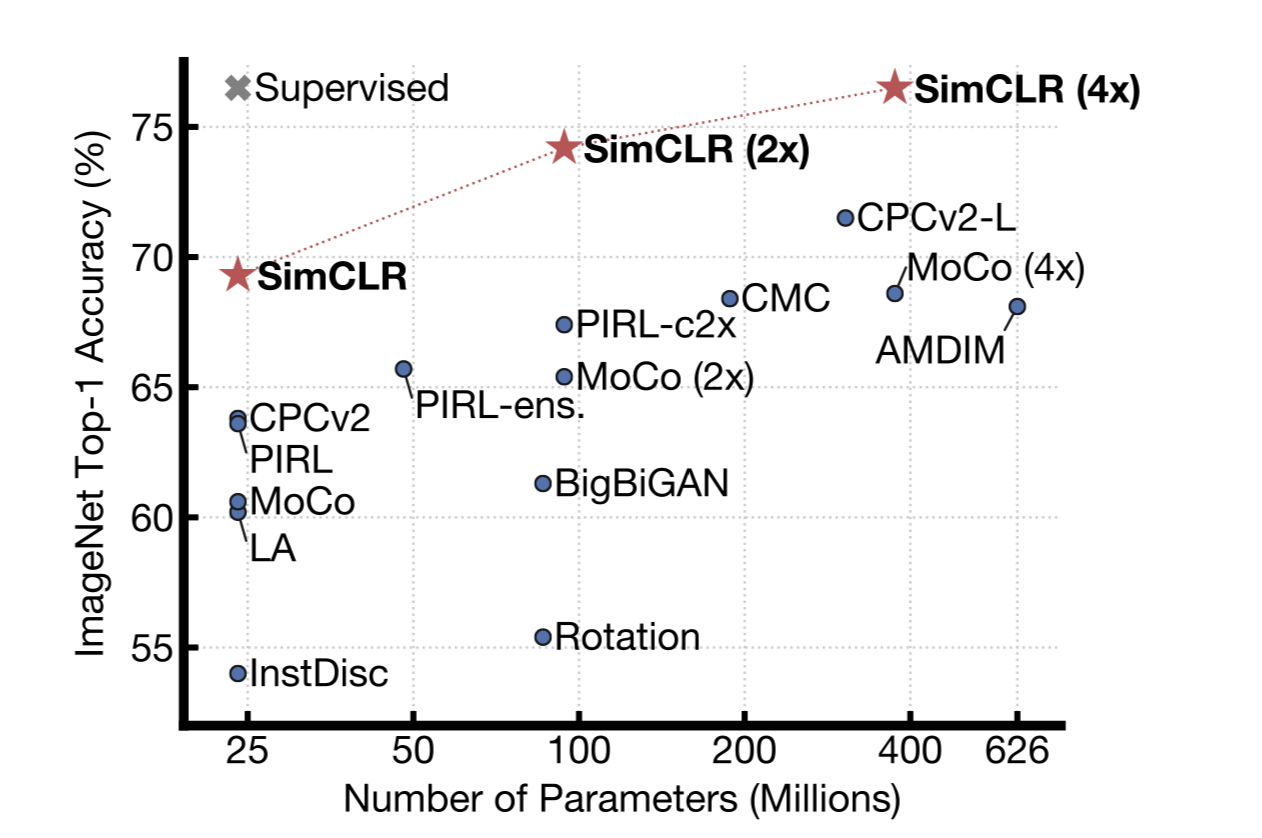 Supervised
SimCLR (4x)
75
SimCLR (2x)
CPCv2-L
70
SimCLR
MoCo (4x)
CMC
PIRL-c2x
AMDIM
MoCo (2x)
65
PIRL-ens.
CPCv2
PIRL
BigBiGAN
MoCo
60
LA
Rotation
55
InstDisc
ImageNet Top-1 Accuracy (%)
25 50 100 200 400 626
Number of Parameters (Millions)